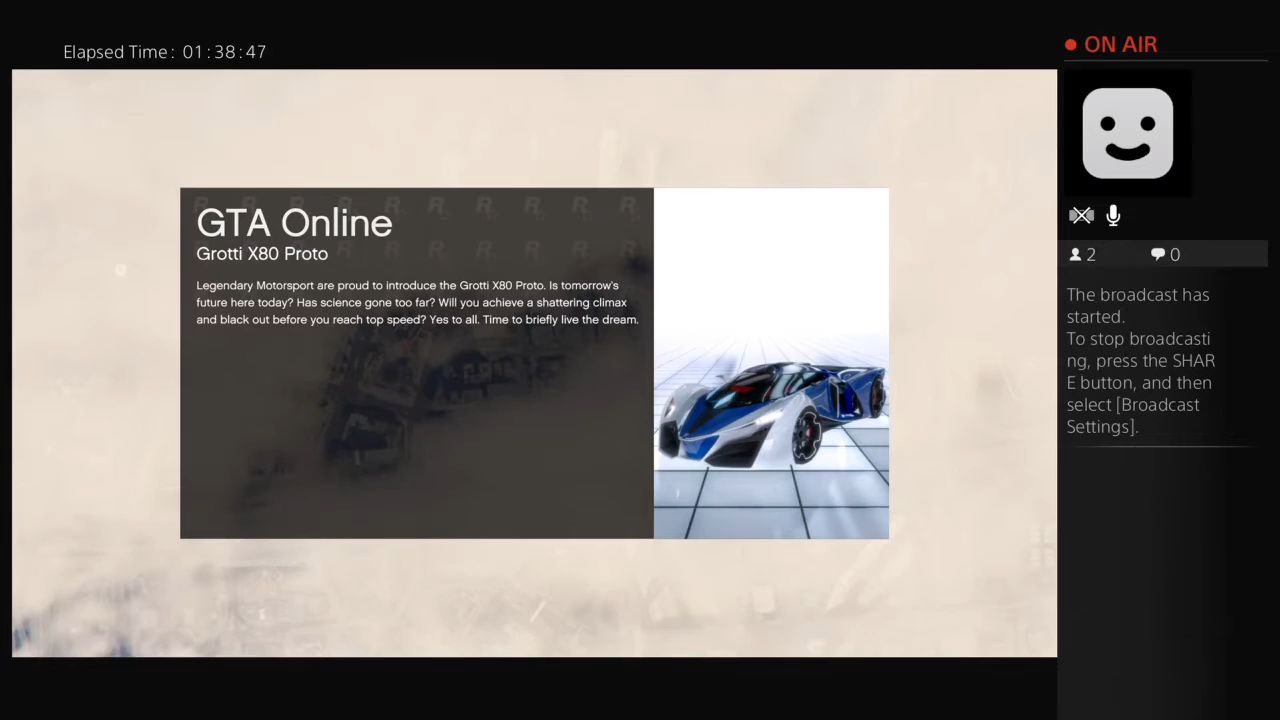 Elapsed Time: 01:38:47
ON AIR
GTA Online
Grotti X80 Proto
Legendary Motorsport are proud to introduce the Grotti X80 Proto. Is tomorrow's
future here today? Has science gone too far? Will you achieve a shattering climax
and black out before you reach top speed? Yes to all. Time to briefly live the dream.
2
0
The broadcast has
started.
To stop broadcasti
ng, press the SHAR
E button, and then
select [Broadcast
Settings].